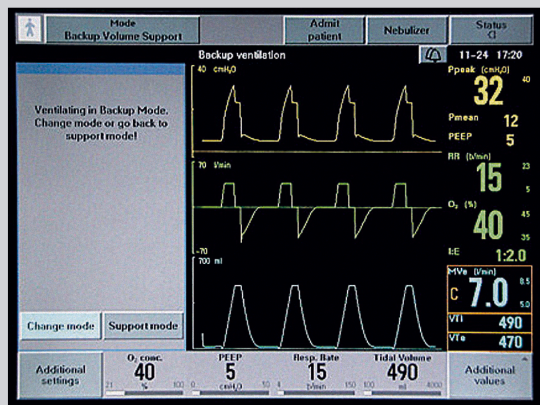 Mode
Backup Volume Support
Admit
patient
Nebulizer
Status
Backup ventilation
11-24 17:20
40 cmH₂O
Ppeak (cmH₂O)
32
40
Pmean 12
PEEP 5
Ventilating in Backup Mode.
Change mode or go back to
support mode!
70 l/min
-70
RR (b/min)
15
23
5
O₂ (%)
40
45
35
I:E 1:2.0
700 ml
MVe (l/min)
C 7.0
8.5
5.0
VTi 490
VTe 470
Change mode
Support mode
Additional
settings
O₂ conc.
40
21 % 100
PEEP
5
0 cmH₂O 50
Resp. Rate
15
4 b/min 150
Tidal Volume
490
100 ml 4000
Additional
values